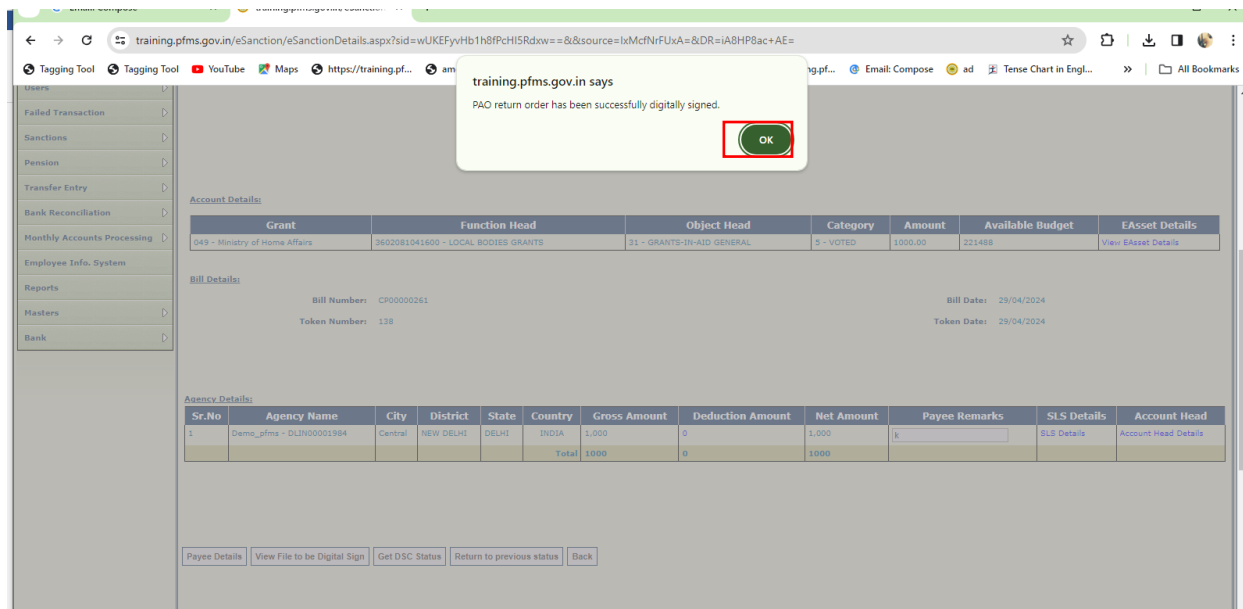 training.pfms.gov.in/eSanction/eSanctionDetails.aspx?sid=wUKEFyvHb1h8fPcHI5Rdxw==&&source=lxMcfNrFUxA=&DR=iA8HP8ac+AE=
Tagging Tool Tagging Tool YouTube Maps https://training.pf... am ng.pf... Email: Compose ad Tense Chart in Engl... » All Bookmarks
training.pfms.gov.in says
PAO return order has been successfully digitally signed.
OK
Users
Failed Transaction
Sanctions
Pension
Transfer Entry
Bank Reconciliation
Monthly Accounts Processing
Employee Info. System
Reports
Masters
Bank
Account Details:
Grant Function Head Object Head Category Amount Available Budget EAsset Details
049 - Ministry of Home Affairs 3602081041600 - LOCAL BODIES GRANTS 31 - GRANTS-IN-AID GENERAL 5 - VOTED 1000.00 221488 View EAsset Details
Bill Details:
Bill Number: CP00000261 Bill Date: 29/04/2024
Token Number: 138 Token Date: 29/04/2024
Agency Details:
Sr.No Agency Name City District State Country Gross Amount Deduction Amount Net Amount Payee Remarks SLS Details Account Head
1 Demo_pfms - DLIN00001984 Central NEW DELHI DELHI INDIA 1,000 0 1,000 k SLS Details Account Head Details
Total 1000 0 1000
Payee Details View File to be Digital Sign Get DSC Status Return to previous status Back